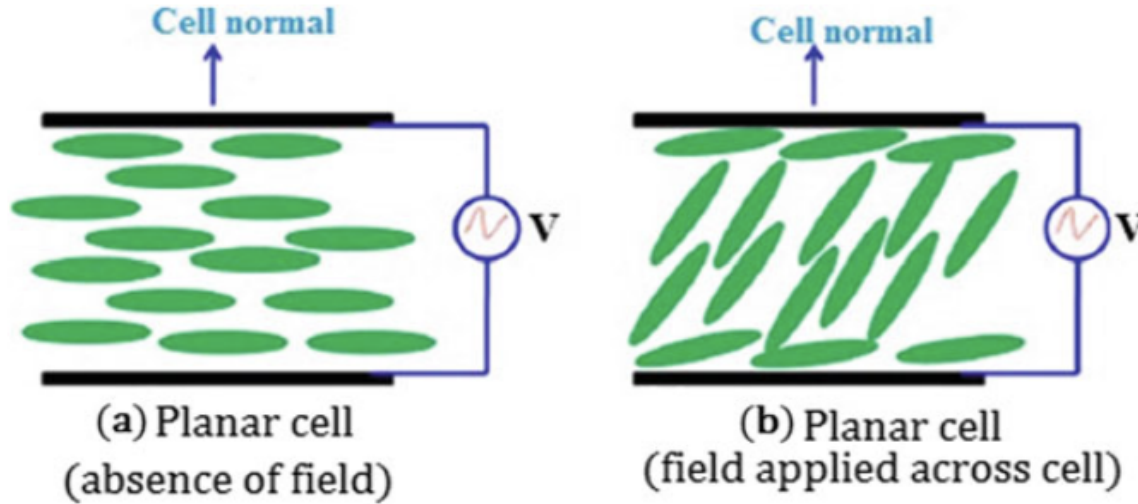 Cell normal
V
(a) Planar cell
(absence of field)
Cell normal
V
(b) Planar cell
(field applied across cell)